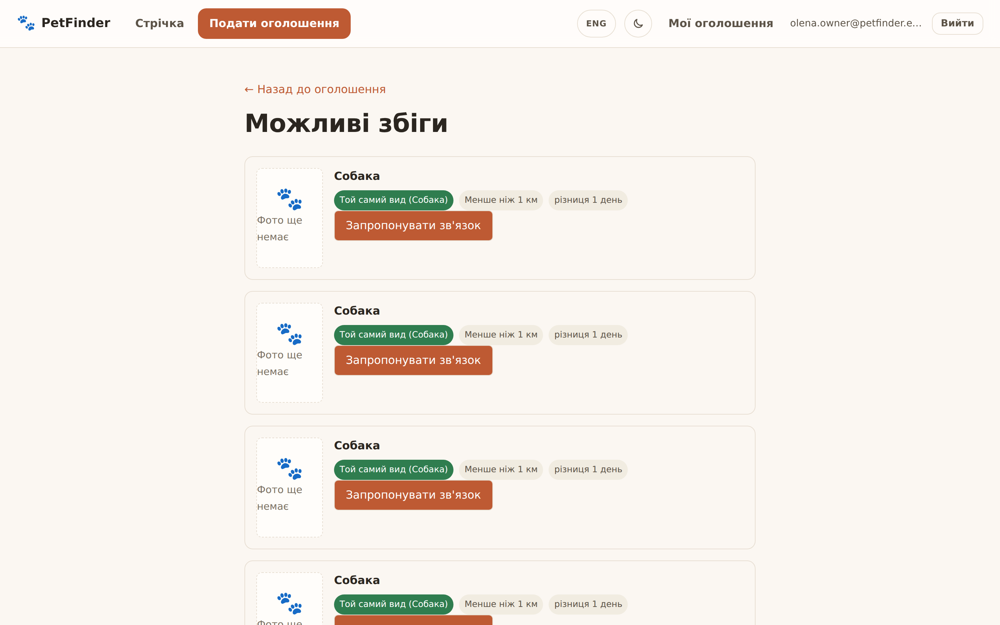 PetFinder
Стрічка
Подати оголошення
ENG
Мої оголошення
olena.owner@petfinder.e...
Вийти
← Назад до оголошення
Можливі збіги
Собака
Той самий вид (Собака)
Менше ніж 1 км
різниця 1 день
Фото ще
немає
Запропонувати зв'язок
Собака
Той самий вид (Собака)
Менше ніж 1 км
різниця 1 день
Фото ще
немає
Запропонувати зв'язок
Собака
Той самий вид (Собака)
Менше ніж 1 км
різниця 1 день
Фото ще
немає
Запропонувати зв'язок
Собака
Той самий вид (Собака)
Менше ніж 1 км
різниця 1 день
Фото ще